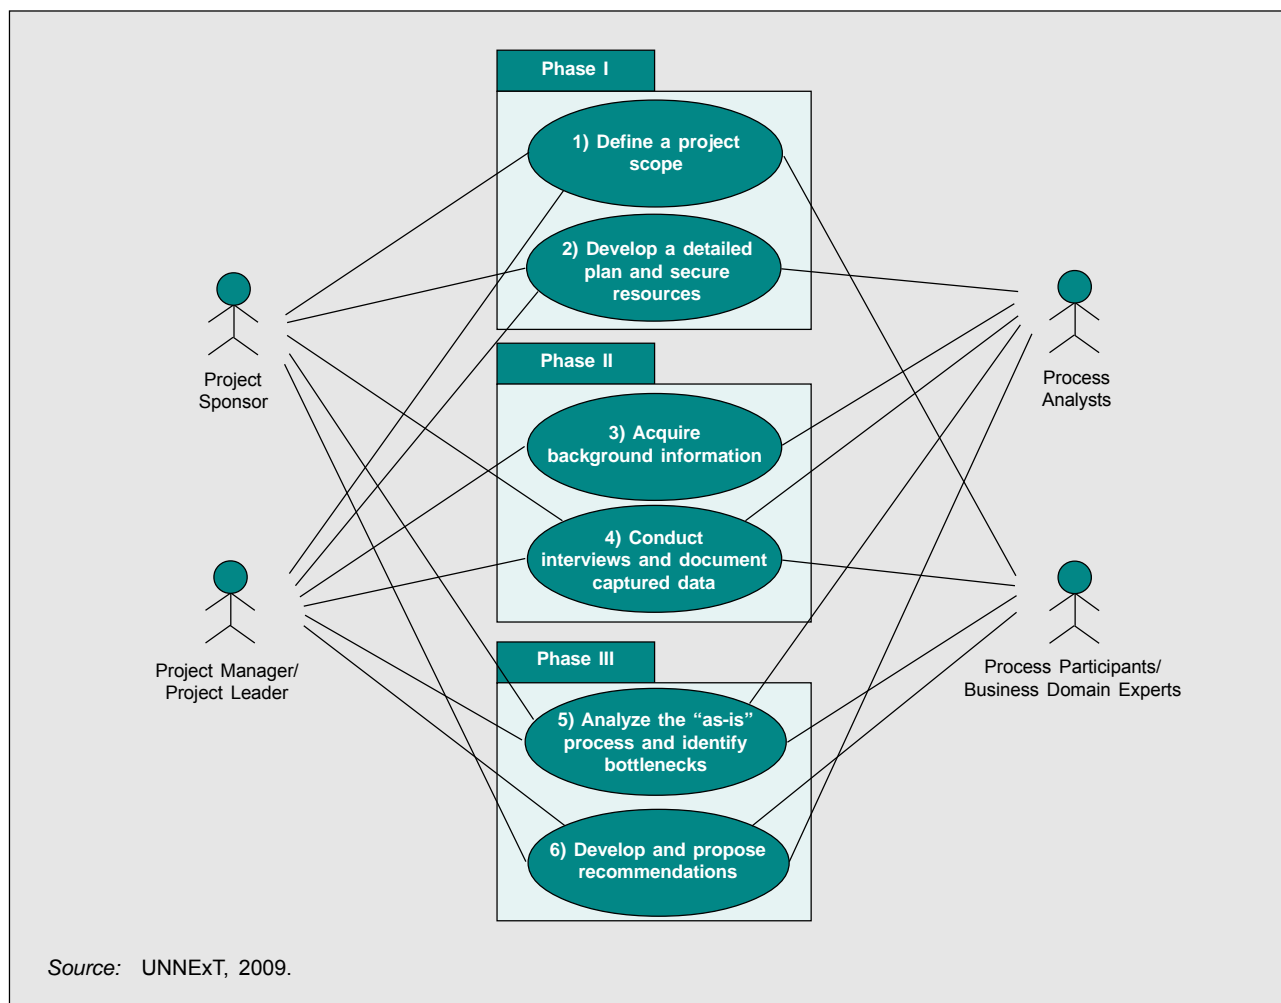 Phase I
1) Define a project
scope
2) Develop a detailed
plan and secure
resources
Project
Sponsor
Process
Analysts
Phase II
3) Acquire
background information
4) Conduct
interviews and document
captured data
Project Manager/
Project Leader
Process Participants/
Business Domain Experts
Phase III
5) Analyze the “as-is”
process and identify
bottlenecks
6) Develop and propose
recommendations
Source: UNNExT, 2009.